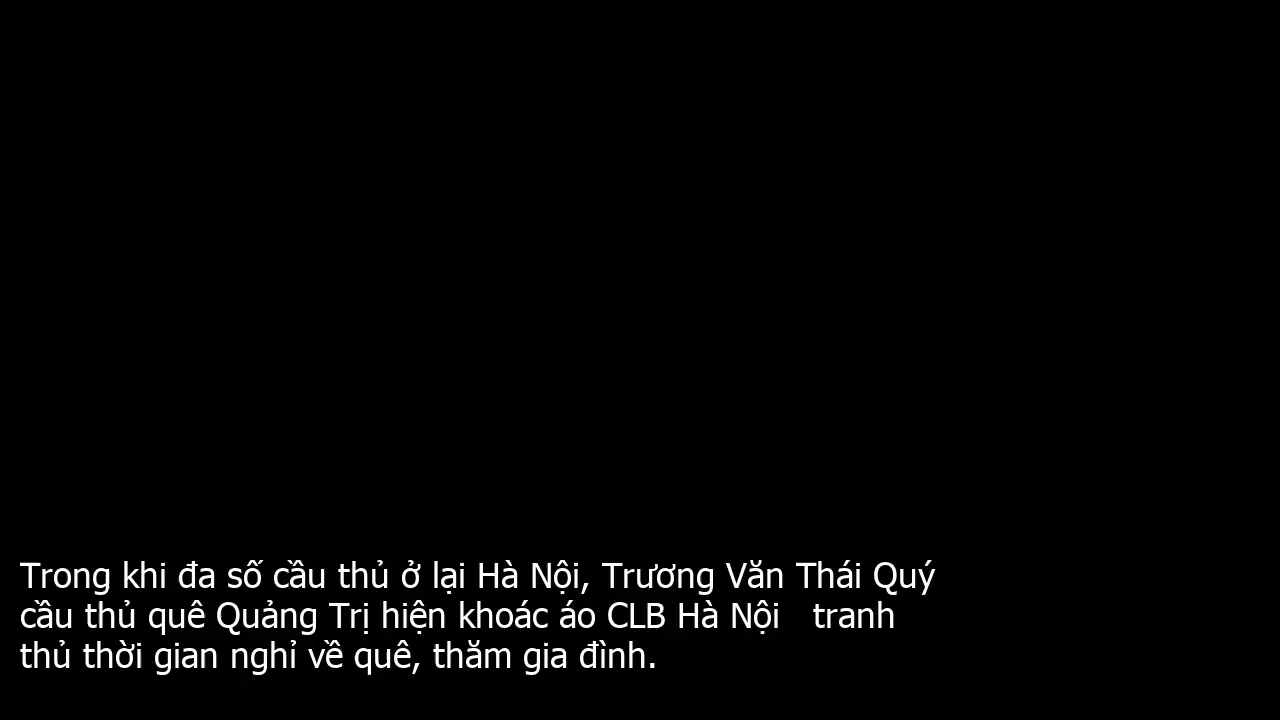 Trong khi đa số cầu thủ ở lại Hà Nội, Trương Văn Thái Quý
cầu thủ quê Quảng Trị hiện khoác áo CLB Hà Nội   tranh
thủ thời gian nghỉ về quê, thăm gia đình.